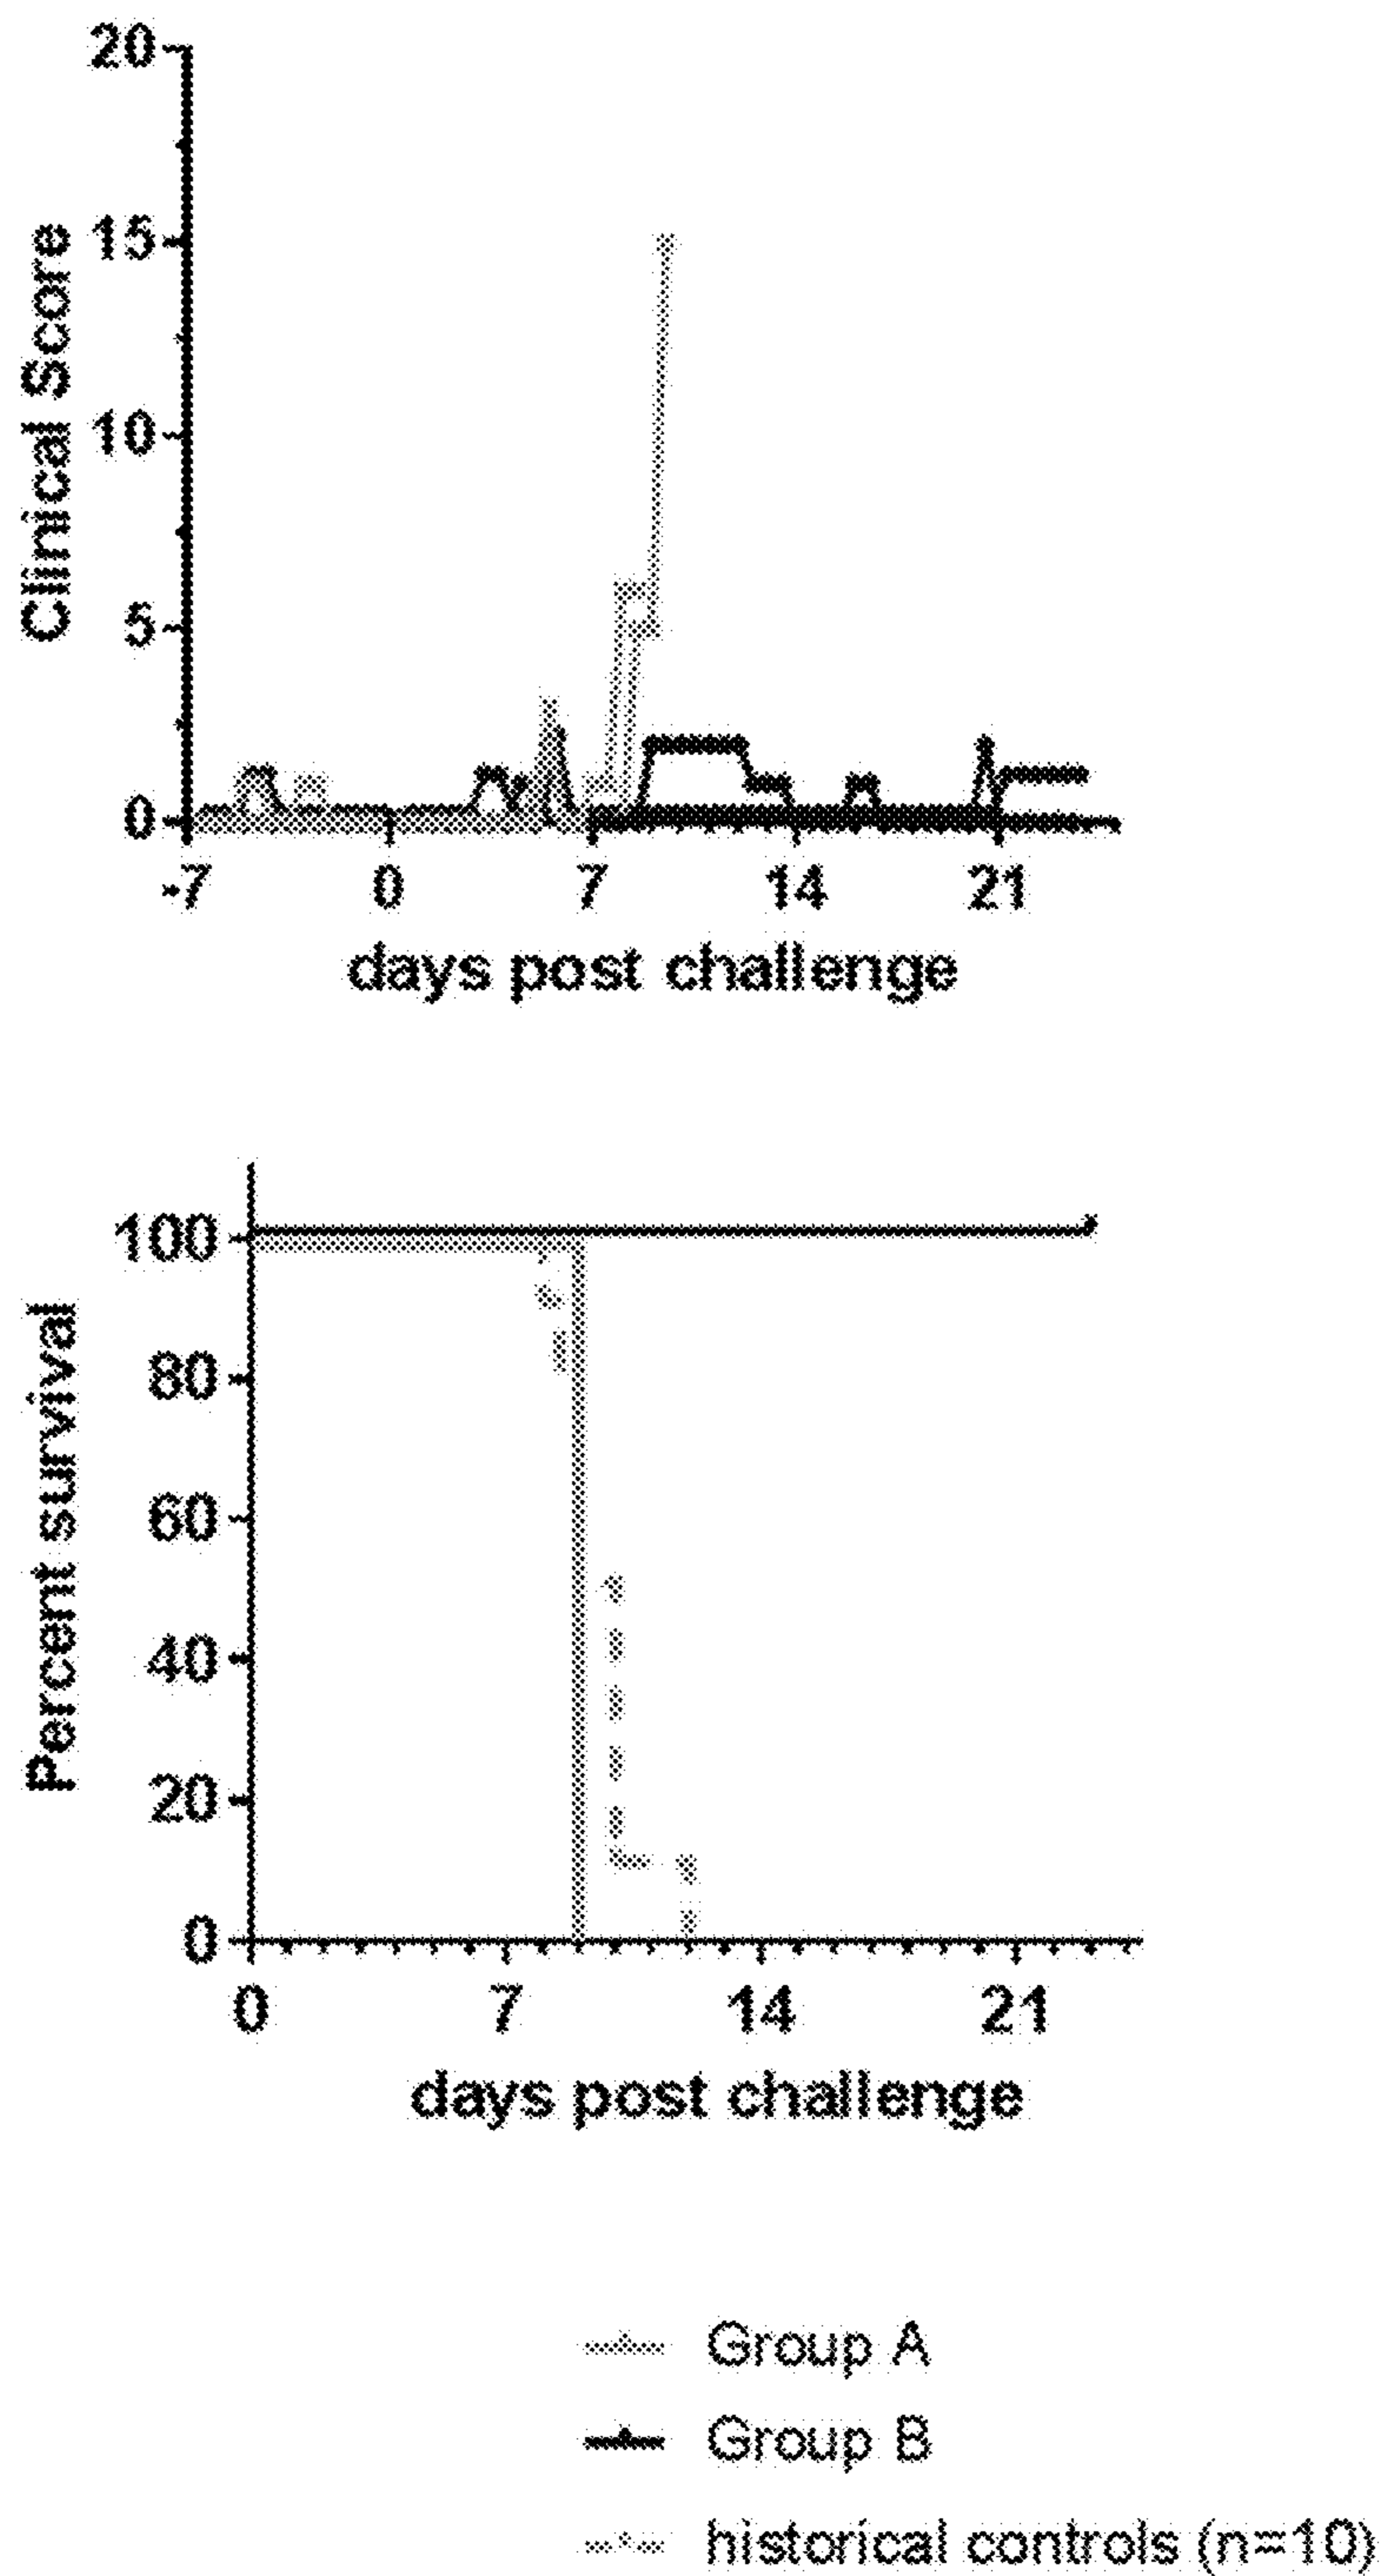 20
15
10
5
0
Clinical Score
-7 0 7 14 21
days post challenge
100
80
60
40
20
0
Percent survival
0 7 14 21
days post challenge
Group A
Group B
historical controls (n=10)